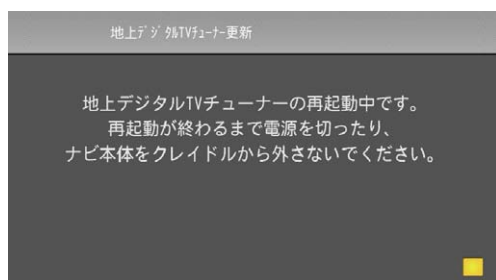 地上ﾃﾞｼﾞﾀﾙTVﾁｭｰﾅｰ更新
地上デジタルTVチューナーの再起動中です。
再起動が終わるまで電源を切ったり、
ナビ本体をクレイドルから外さないでください。